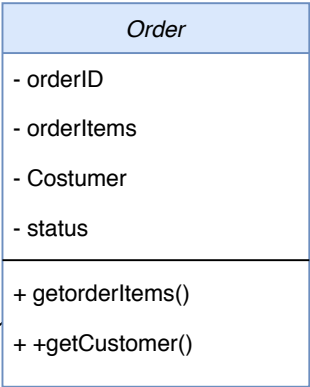 Order
- orderID
- orderItems
- Costumer
- status
+ getorderItems()
+ +getCustomer()